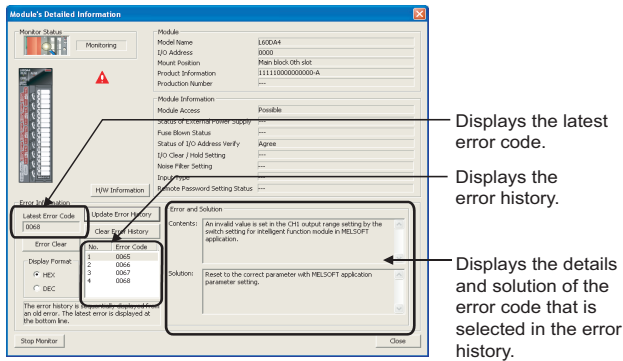 Module's Detailed Information
Monitor Status
Monitoring
H/W Information
Module
Model Name L60DA4
I/O Address 0000
Mount Position Main block 0th slot
Product Information 111110000000000-A
Production Number ---
Module Information
Module Access Possible
Status of External Power Supply ---
Fuse Blown Status ---
Status of I/O Address Verify Agree
I/O Clear / Hold Setting ---
Noise Filter Setting ---
Input Type ---
Remote Password Setting Status ---
Error Information
Latest Error Code
0068
Update Error History
Clear Error History
Error Clear
Display Format
HEX
DEC
No. Error Code
1 0065
2 0066
3 0067
4 0068
The error history is sequentially displayed from
an old error. The latest error is displayed at
the bottom line.
Error and Solution
Contents: An invalid value is set in the CH1 output range setting by the
switch setting for intelligent function module in MELSOFT
application.
Solution: Reset to the correct parameter with MELSOFT application
parameter setting.
Stop Monitor
Close
Displays the latest
error code.
Displays the
error history.
Displays the details
and solution of the
error code that is
selected in the error
history.